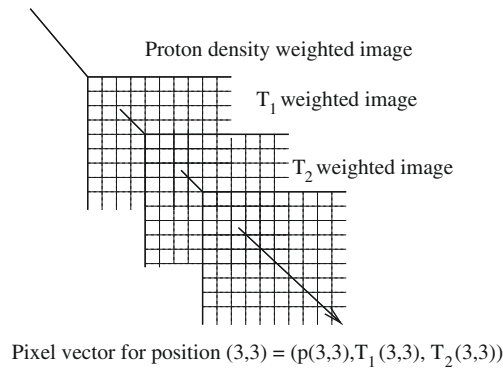 Proton density weighted image
T1 weighted image
T2 weighted image
Pixel vector for position (3,3) = (p(3,3),T1(3,3), T2(3,3))